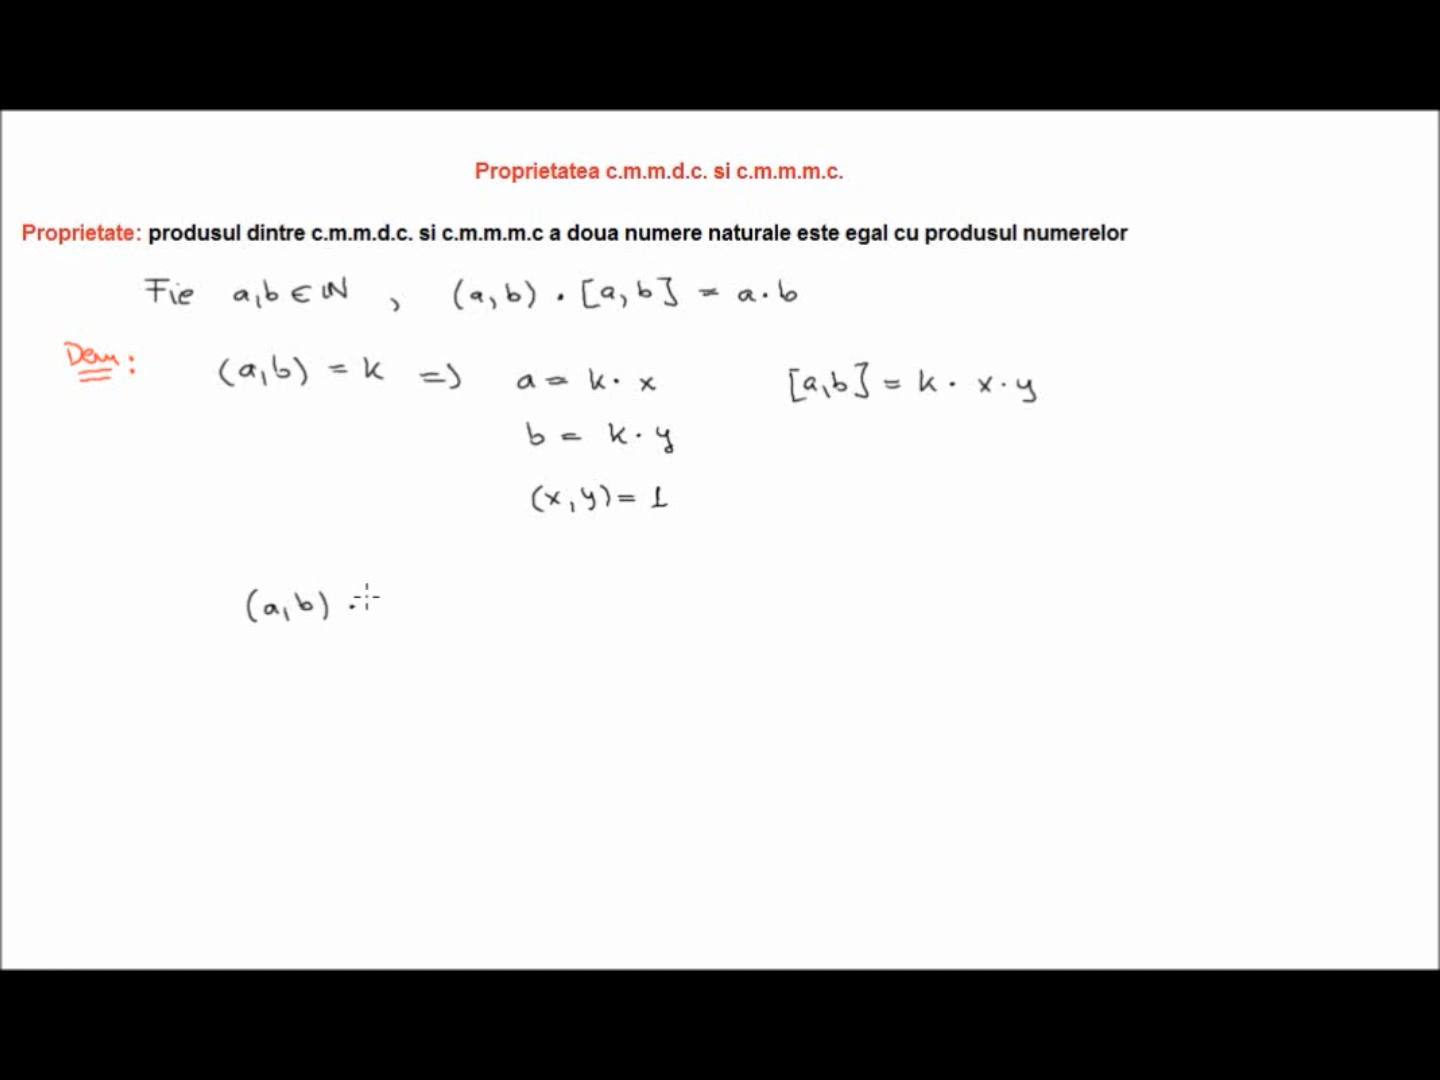 Proprietatea c.m.m.d.c. si c.m.m.m.c.
Proprietate: produsul dintre c.m.m.d.c. si c.m.m.m.c a doua numere naturale este egal cu produsul numerelor
Fie a,b ∈ ℕ , (a,b) · [a,b] = a·b
Dem: (a,b) = k => a = k· x [a,b] = k· x·y
b = k·y
(x,y) = 1
(a,b) ·